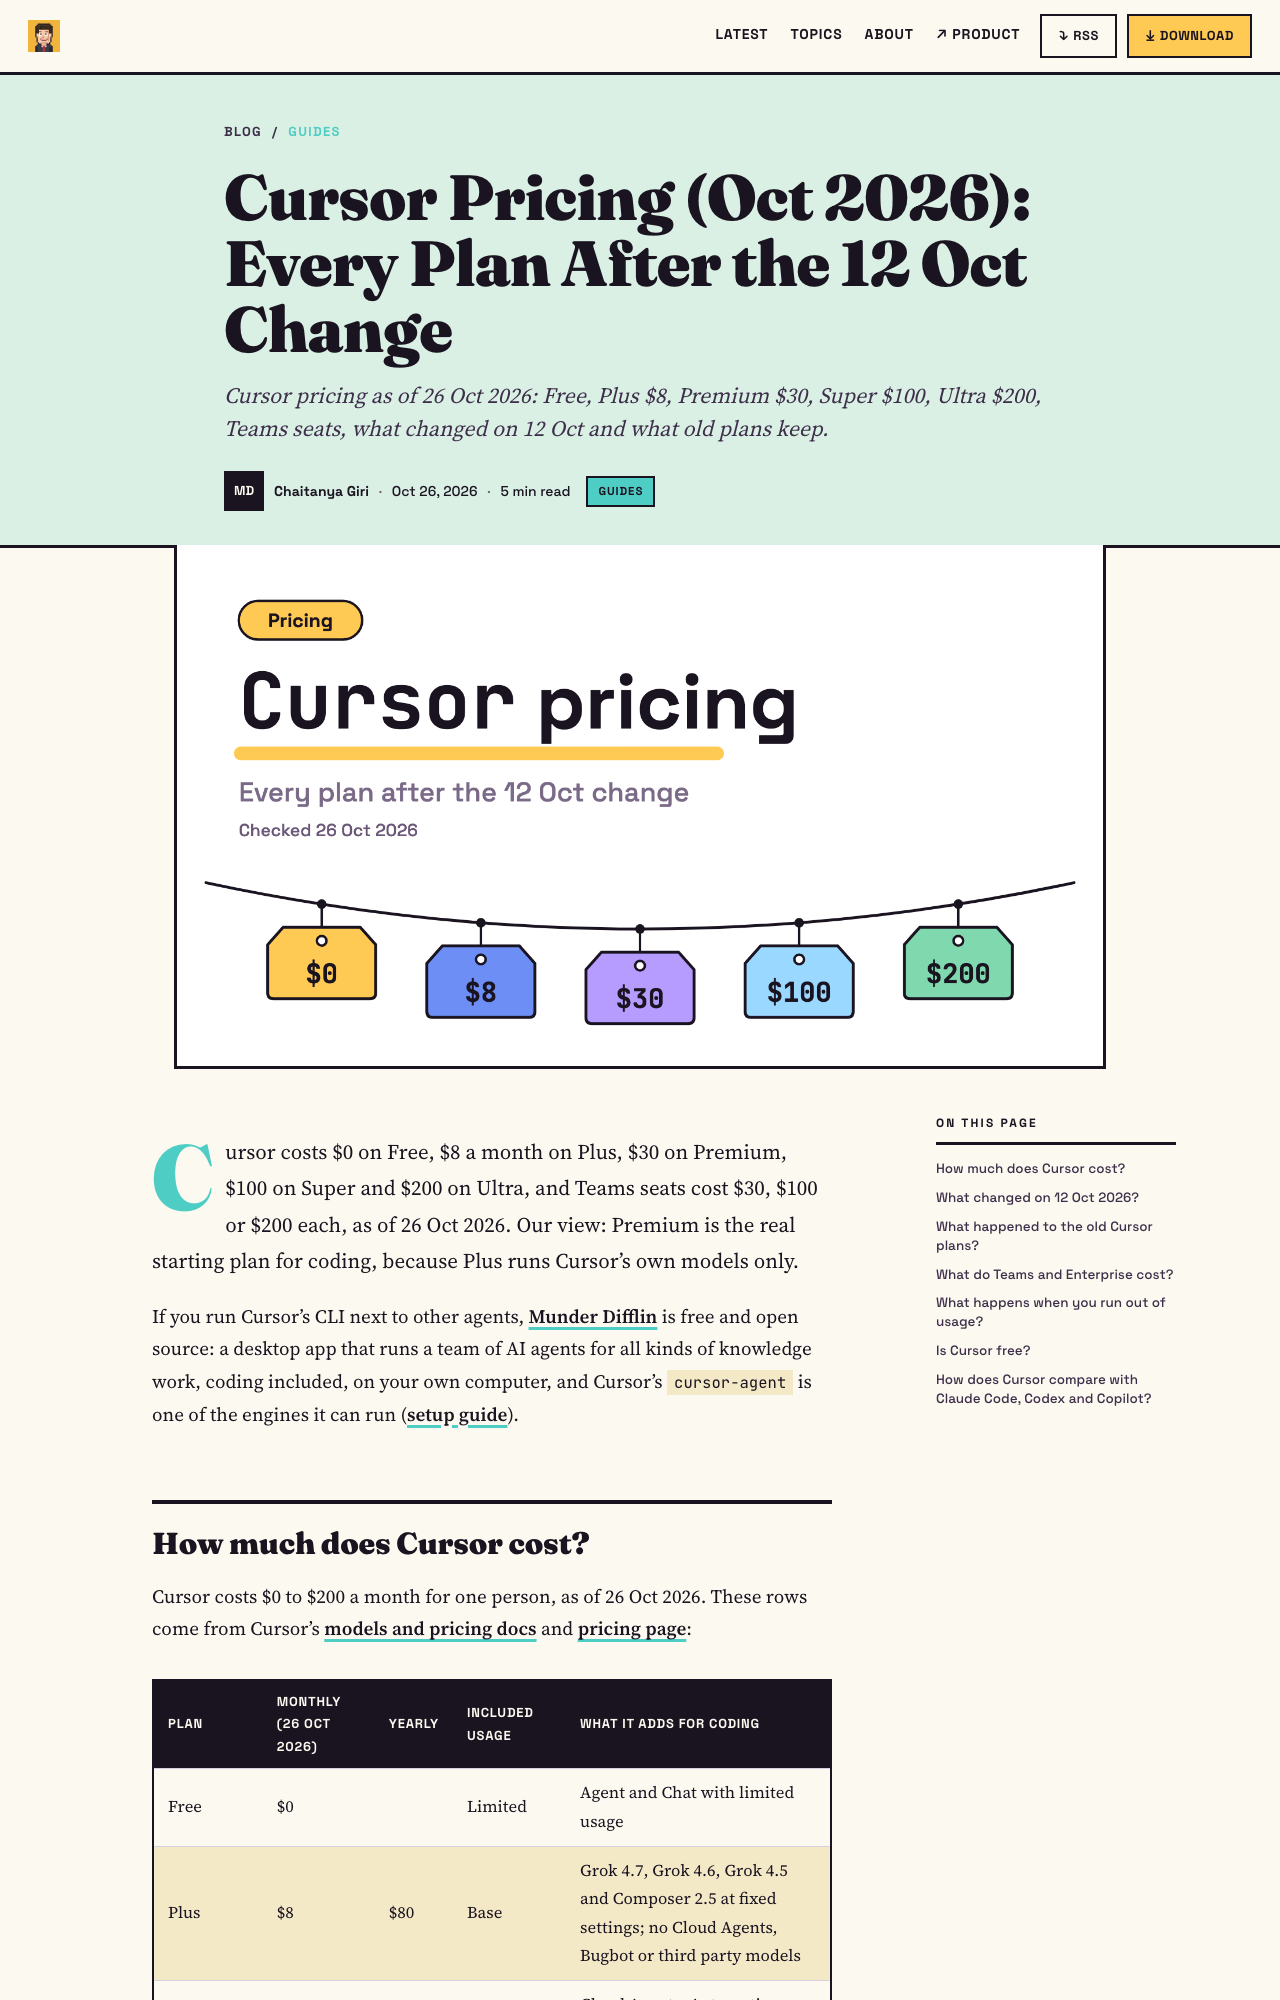 LATEST TOPICS ABOUT ↗ PRODUCT ⤵ RSS ⤓ DOWNLOAD
BLOG / GUIDES
Cursor Pricing (Oct 2026):
Every Plan After the 12 Oct
Change
Cursor pricing as of 26 Oct 2026: Free, Plus $8, Premium $30, Super $100, Ultra $200,
Teams seats, what changed on 12 Oct and what old plans keep.
MD Chaitanya Giri · Oct 26, 2026 · 5 min read GUIDES
Pricing
Cursor pricing
Every plan after the 12 Oct change
Checked 26 Oct 2026
$0 $8 $30 $100 $200
Cursor costs $0 on Free, $8 a month on Plus, $30 on Premium,
$100 on Super and $200 on Ultra, and Teams seats cost $30, $100
or $200 each, as of 26 Oct 2026. Our view: Premium is the real
starting plan for coding, because Plus runs Cursor’s own models only.
If you run Cursor’s CLI next to other agents, Munder Difflin is free and open
source: a desktop app that runs a team of AI agents for all kinds of knowledge
work, coding included, on your own computer, and Cursor’s cursor-agent is
one of the engines it can run (setup guide).
ON THIS PAGE
How much does Cursor cost?
What changed on 12 Oct 2026?
What happened to the old Cursor
plans?
What do Teams and Enterprise cost?
What happens when you run out of
usage?
Is Cursor free?
How does Cursor compare with
Claude Code, Codex and Copilot?
How much does Cursor cost?
Cursor costs $0 to $200 a month for one person, as of 26 Oct 2026. These rows
come from Cursor’s models and pricing docs and pricing page:
PLAN
MONTHLY
(26 OCT
2026)
YEARLY
INCLUDED
USAGE
WHAT IT ADDS FOR CODING
Free
$0
Limited
Agent and Chat with limited
usage
Plus
$8
$80
Base
Grok 4.7, Grok 4.6, Grok 4.5
and Composer 2.5 at fixed
settings; no Cloud Agents,
Bugbot or third party models